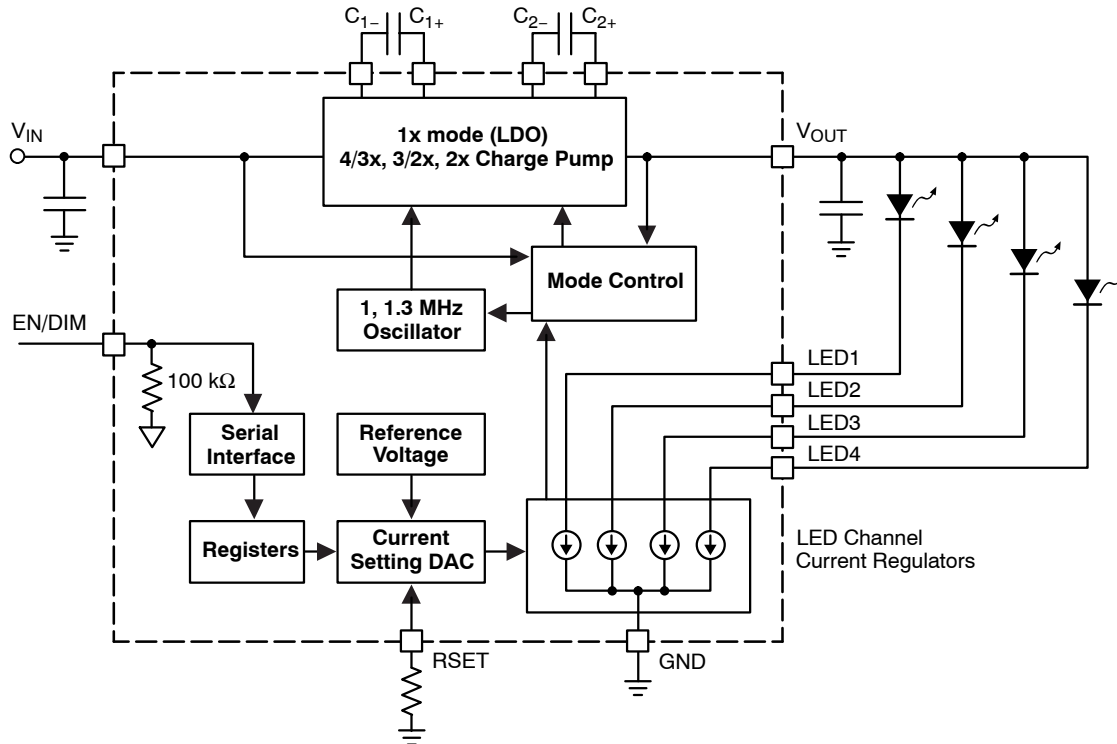 C1− C1+ C2− C2+
1x mode (LDO)
4/3x, 3/2x, 2x Charge Pump
VIN
VOUT
Mode Control
1, 1.3 MHz
Oscillator
EN/DIM
100 kΩ
LED1
LED2
LED3
LED4
Serial
Interface
Reference
Voltage
Registers
Current
Setting DAC
LED Channel
Current Regulators
RSET
GND